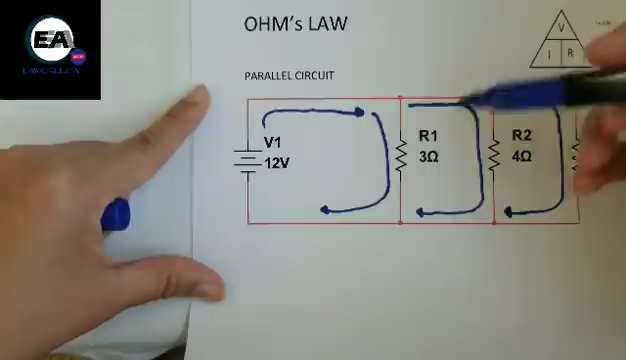 EA
OHM's LAW
V
I R
PARALLEL CIRCUIT
V1
12V
R1
3Ω
R2
4Ω